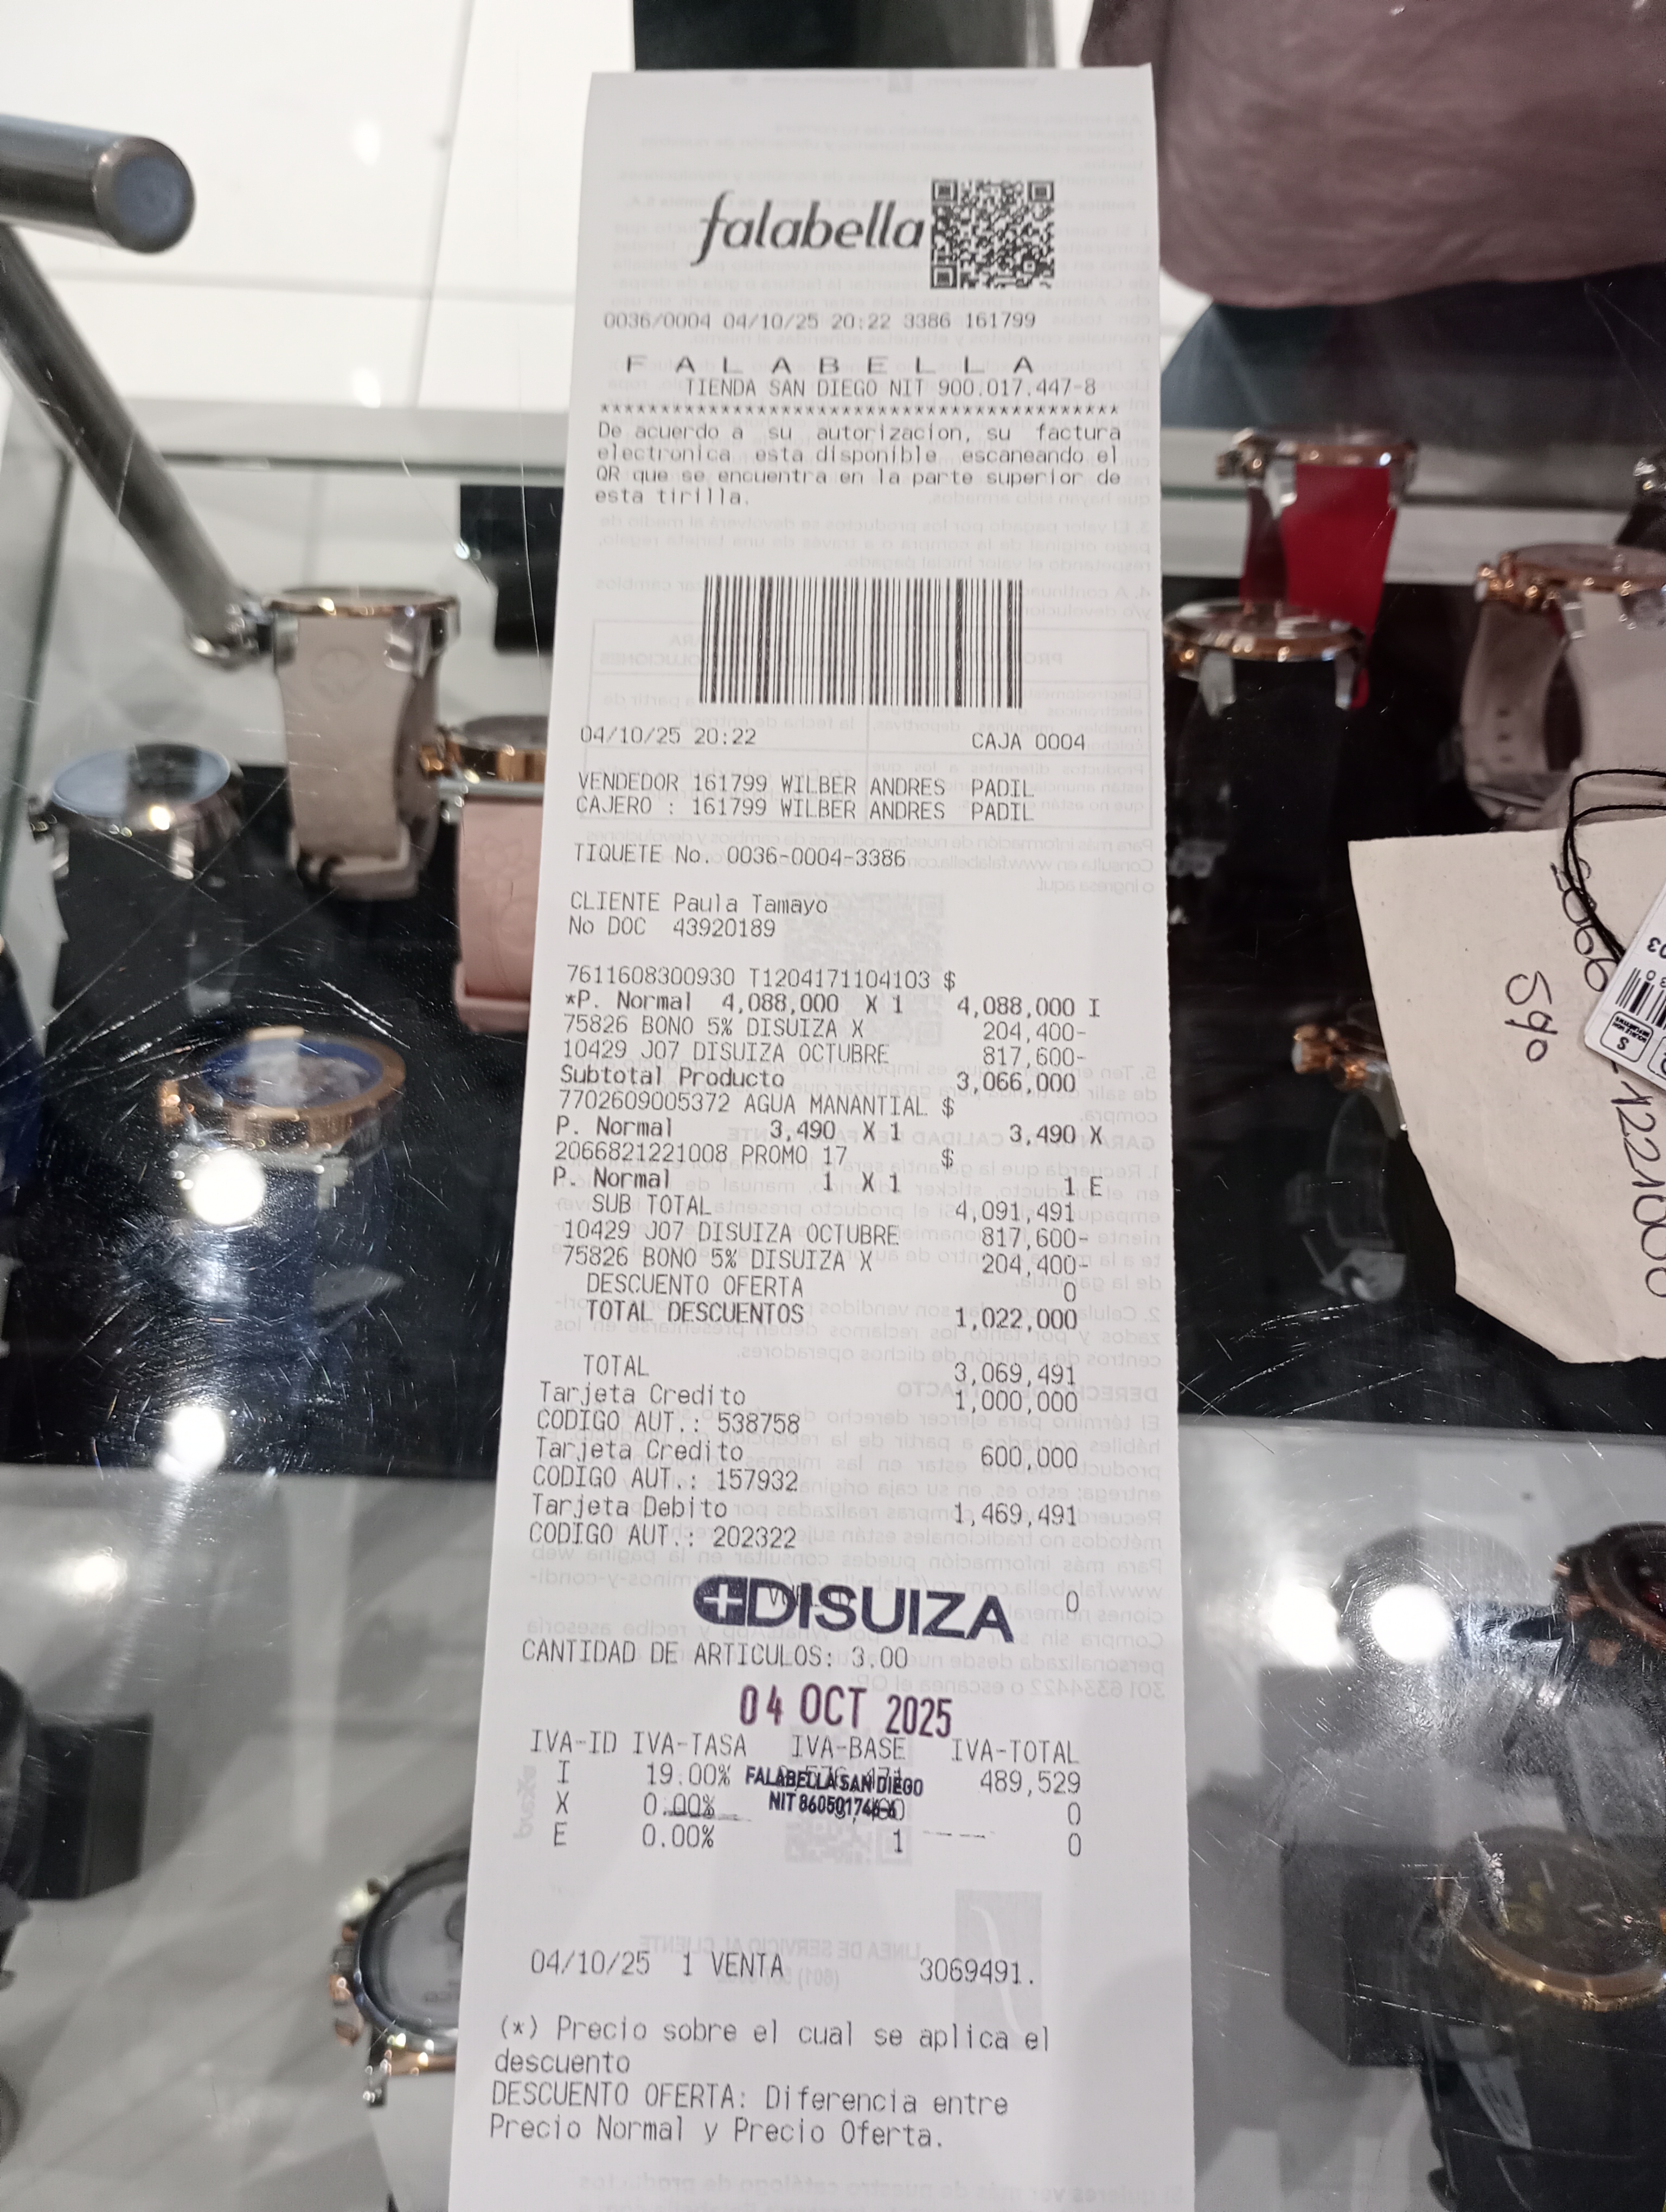 falabella
0036/0004 04/10/25 20:22 3386 161799
F A L A B E L L A
TIENDA SAN DIEGO NIT 900.017.447-8
*******************************************
De acuerdo a su autorizacion, su factura
electronica esta disponible escaneando el
QR que se encuentra en la parte superior de
esta tirilla.
04/10/25 20:22 CAJA 0004
VENDEDOR 161799 WILBER ANDRES PADIL
CAJERO : 161799 WILBER ANDRES PADIL
TIQUETE No. 0036-0004-3386
CLIENTE Paula Tamayo
No DOC 43920189
7611608300930 T1204171104103 $
*P. Normal 4,088,000 X 1 4,088,000 I
75826 BONO 5% DISUIZA X 204,400-
10429 J07 DISUIZA OCTUBRE 817,600-
Subtotal Producto 3,066,000
7702609005372 AGUA MANANTIAL $
P. Normal 3,490 X 1 3,490 X
2066821221008 PROMO 17 $
P. Normal 1 X 1 1 E
SUB TOTAL 4,091,491
10429 J07 DISUIZA OCTUBRE 817,600-
75826 BONO 5% DISUIZA X 204,400-
DESCUENTO OFERTA 0
TOTAL DESCUENTOS 1,022,000
TOTAL 3,069,491
Tarjeta Credito 1,000,000
CODIGO AUT.: 538758
Tarjeta Credito 600,000
CODIGO AUT.: 157932
Tarjeta Debito 1,469,491
CODIGO AUT.: 202322
DISUIZA 0
CANTIDAD DE ARTICULOS: 3.00
04 OCT 2025
IVA-ID IVA-TASA IVA-BASE IVA-TOTAL
I 19.00% 489,529
FALABELLA SAN DIEGO
NIT 860501746-6
X 0.00% 0
E 0.00% 1 0
04/10/25 1 VENTA 3069491.
(*) Precio sobre el cual se aplica el
descuento
DESCUENTO OFERTA: Diferencia entre
Precio Normal y Precio Oferta.
5%